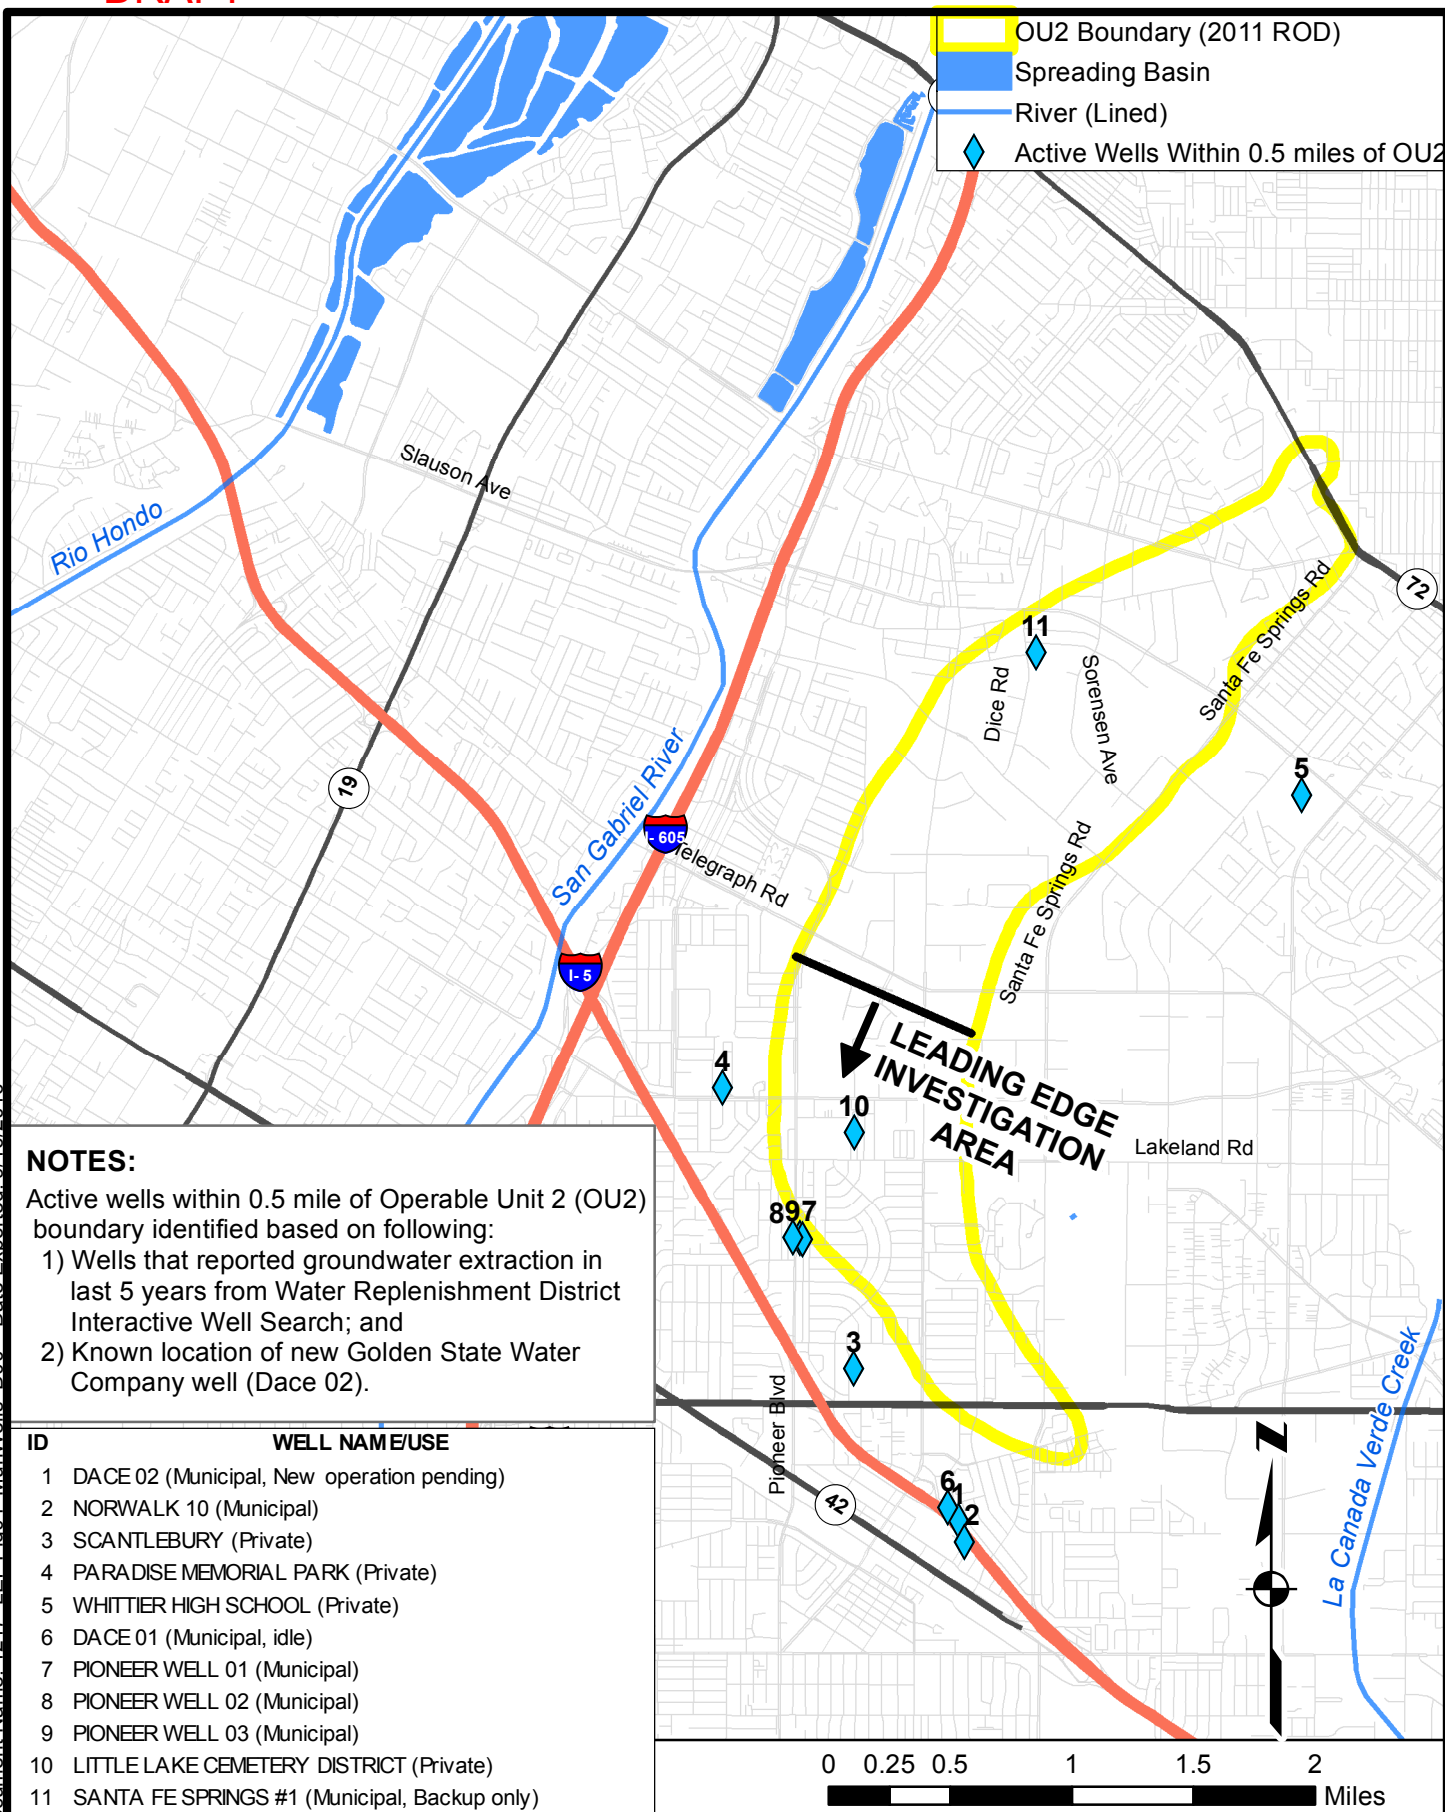 OU2 Boundary (2011 ROD)
Spreading Basin
River (Lined)
Active Wells Within 0.5 miles of OU2
Slauson Ave
Rio Hondo
72
Santa Fe Springs Rd
11
Dice Rd
Sorensen Ave
5
19
San Gabriel River
I-605
Telegraph Rd
Santa Fe Springs Rd
I-5
LEADING EDGE
INVESTIGATION
AREA
4
10
Lakeland Rd
897
3
Pioneer Blvd
La Canada Verde Creek
6
1
2
42
Z
NOTES:
Active wells within 0.5 mile of Operable Unit 2 (OU2)
boundary identified based on following:
1) Wells that reported groundwater extraction in
last 5 years from Water Replenishment District
Interactive Well Search; and
2) Known location of new Golden State Water
Company well (Dace 02).
ID WELL NAME/USE
1 DACE 02 (Municipal, New operation pending)
2 NORWALK 10 (Municipal)
3 SCANTLEBURY (Private)
4 PARADISE MEMORIAL PARK (Private)
5 WHITTIER HIGH SCHOOL (Private)
6 DACE 01 (Municipal, idle)
7 PIONEER WELL 01 (Municipal)
8 PIONEER WELL 02 (Municipal)
9 PIONEER WELL 03 (Municipal)
10 LITTLE LAKE CEMETERY DISTRICT (Private)
11 SANTA FE SPRINGS #1 (Municipal, Backup only)
0 0.25 0.5 1 1.5 2
Miles